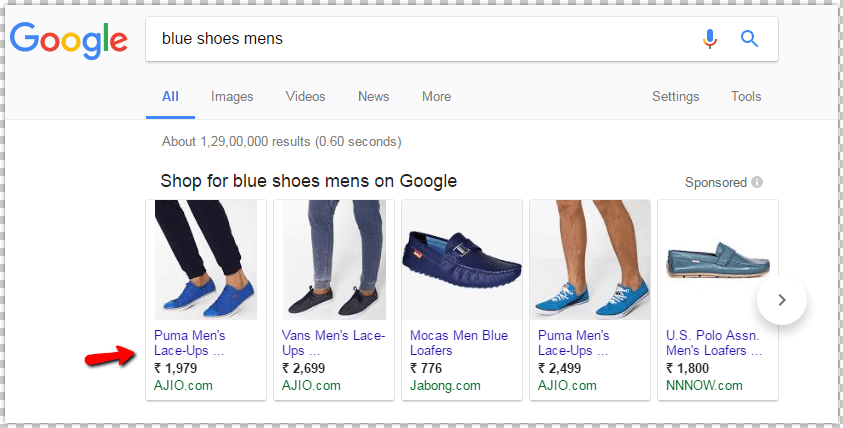 Google
blue shoes mens
All Images Videos News More Settings Tools
About 1,29,00,000 results (0.60 seconds)
Shop for blue shoes mens on Google
Sponsored
Puma Men's
Lace-Ups ...
₹ 1,979
AJIO.com
Vans Men's Lace-
Ups ...
₹ 2,699
AJIO.com
Mocas Men Blue
Loafers
₹ 776
Jabong.com
Puma Men's
Lace-Ups ...
₹ 2,499
AJIO.com
U.S. Polo Assn.
Men's Loafers ...
₹ 1,800
NNNOW.com